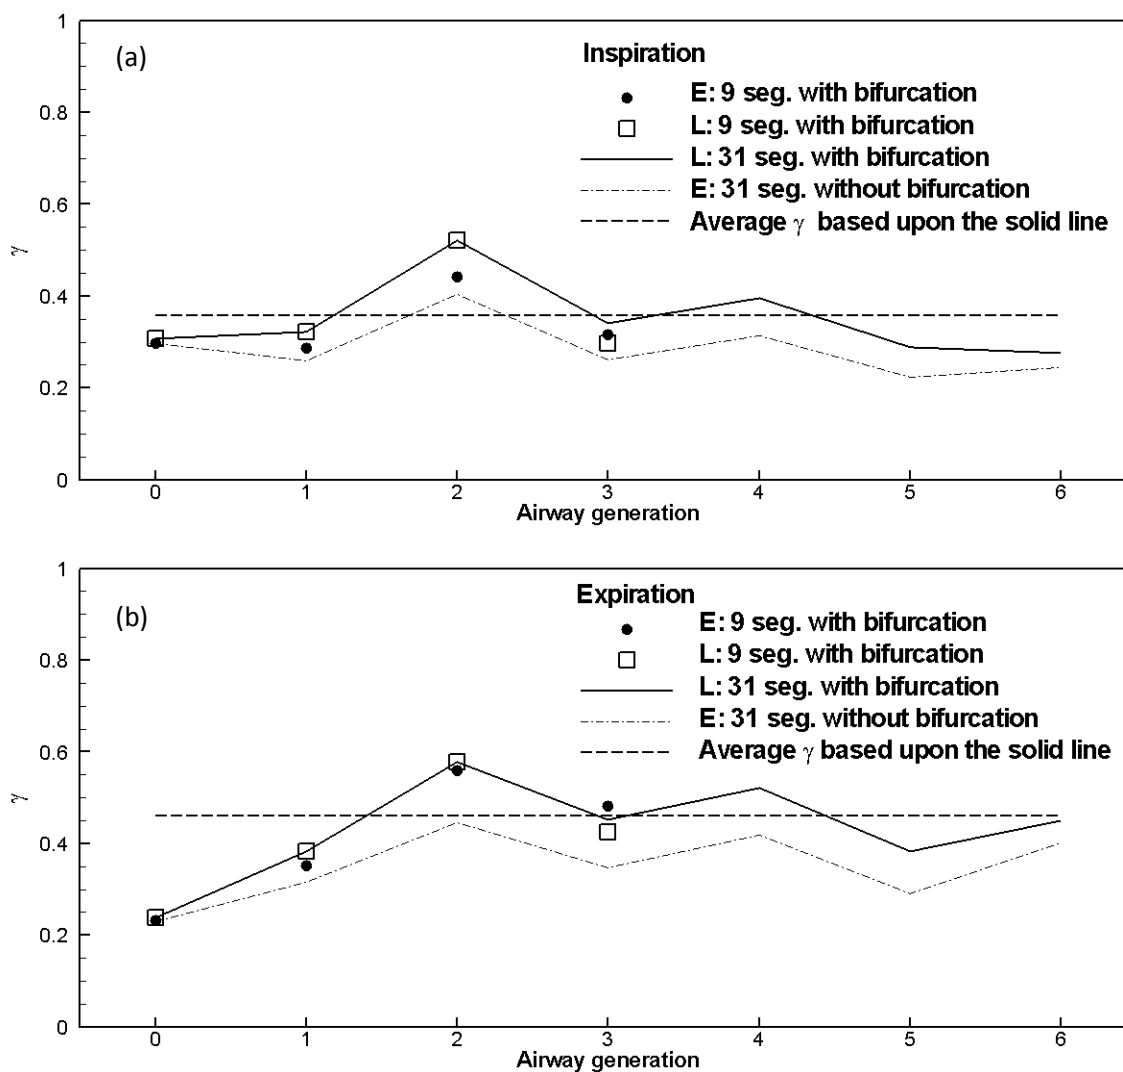 (a)
Inspiration
E: 9 seg. with bifurcation
L: 9 seg. with bifurcation
L: 31 seg. with bifurcation
E: 31 seg. without bifurcation
Average γ based upon the solid line
γ
1
0.8
0.6
0.4
0.2
0
0 1 2 3 4 5 6
Airway generation
(b)
Expiration
E: 9 seg. with bifurcation
L: 9 seg. with bifurcation
L: 31 seg. with bifurcation
E: 31 seg. without bifurcation
Average γ based upon the solid line
γ
1
0.8
0.6
0.4
0.2
0
0 1 2 3 4 5 6
Airway generation